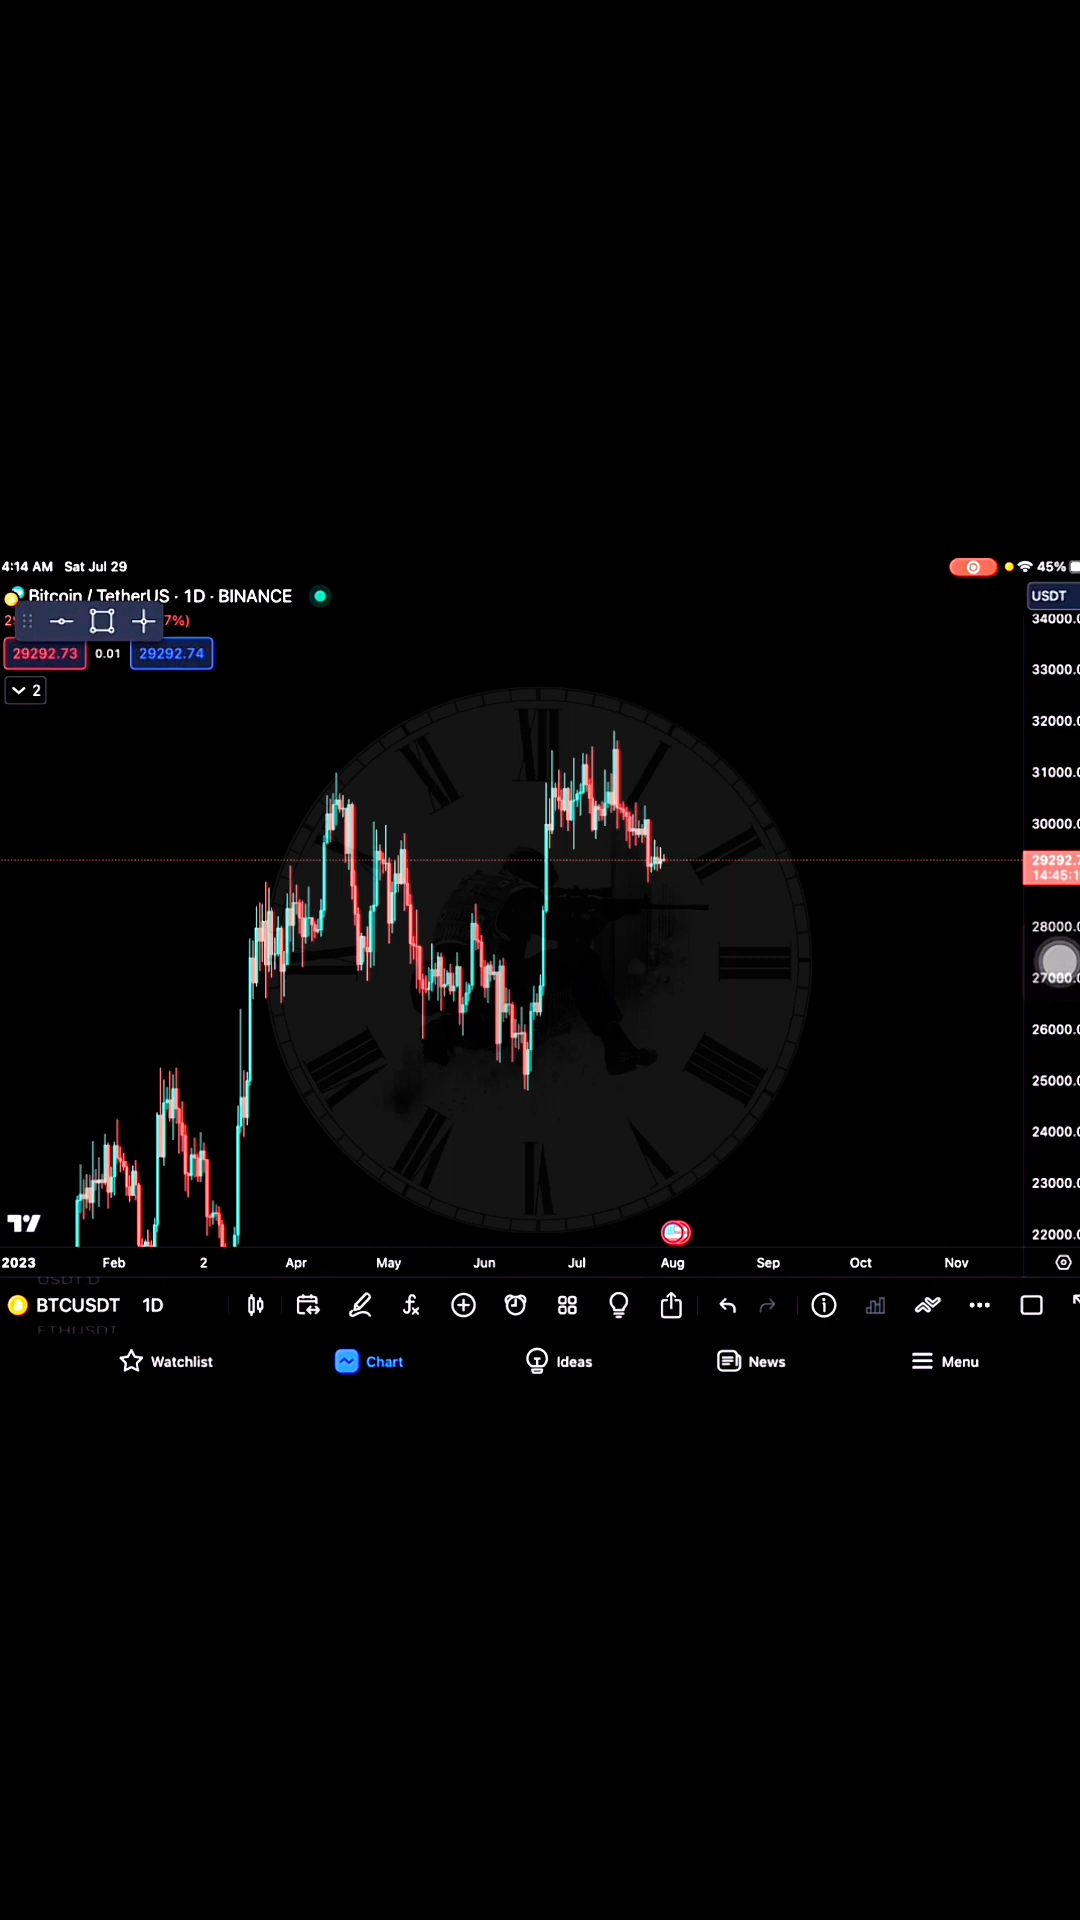 4:14 AM Sat Jul 29
45%
Bitcoin / TetherUS · 1D · BINANCE
USDT
7%)
34000.0
29292.73 0.01 29292.74
33000.0
2
32000.0
31000.0
30000.0
29292.7
14:45:1
28000.0
27000.0
26000.0
25000.0
24000.0
23000.0
22000.0
2023 Feb 2 Apr May Jun Jul Aug Sep Oct Nov
USDT D
BTCUSDT 1D
ETHUSDT
Watchlist Chart Ideas News Menu